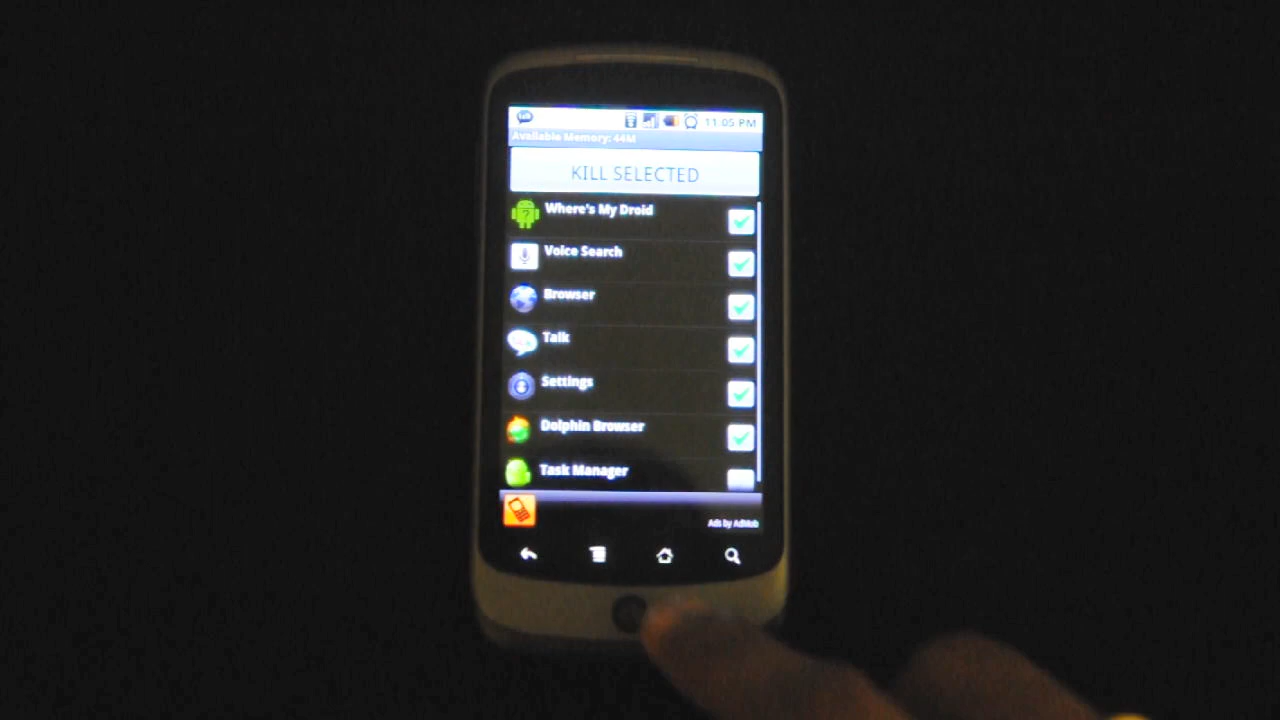 11:05 PM
Available Memory: 44M
KILL SELECTED
Where's My Droid
Voice Search
Browser
Talk
Settings
Dolphin Browser
Task Manager
Ads by AdMob